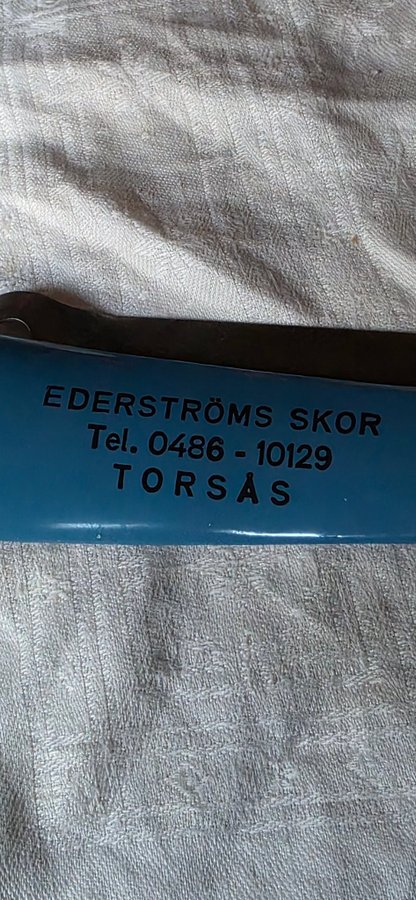 EDERSTRÖMS SKOR
Tel. 0486 - 10129
TORSÅS